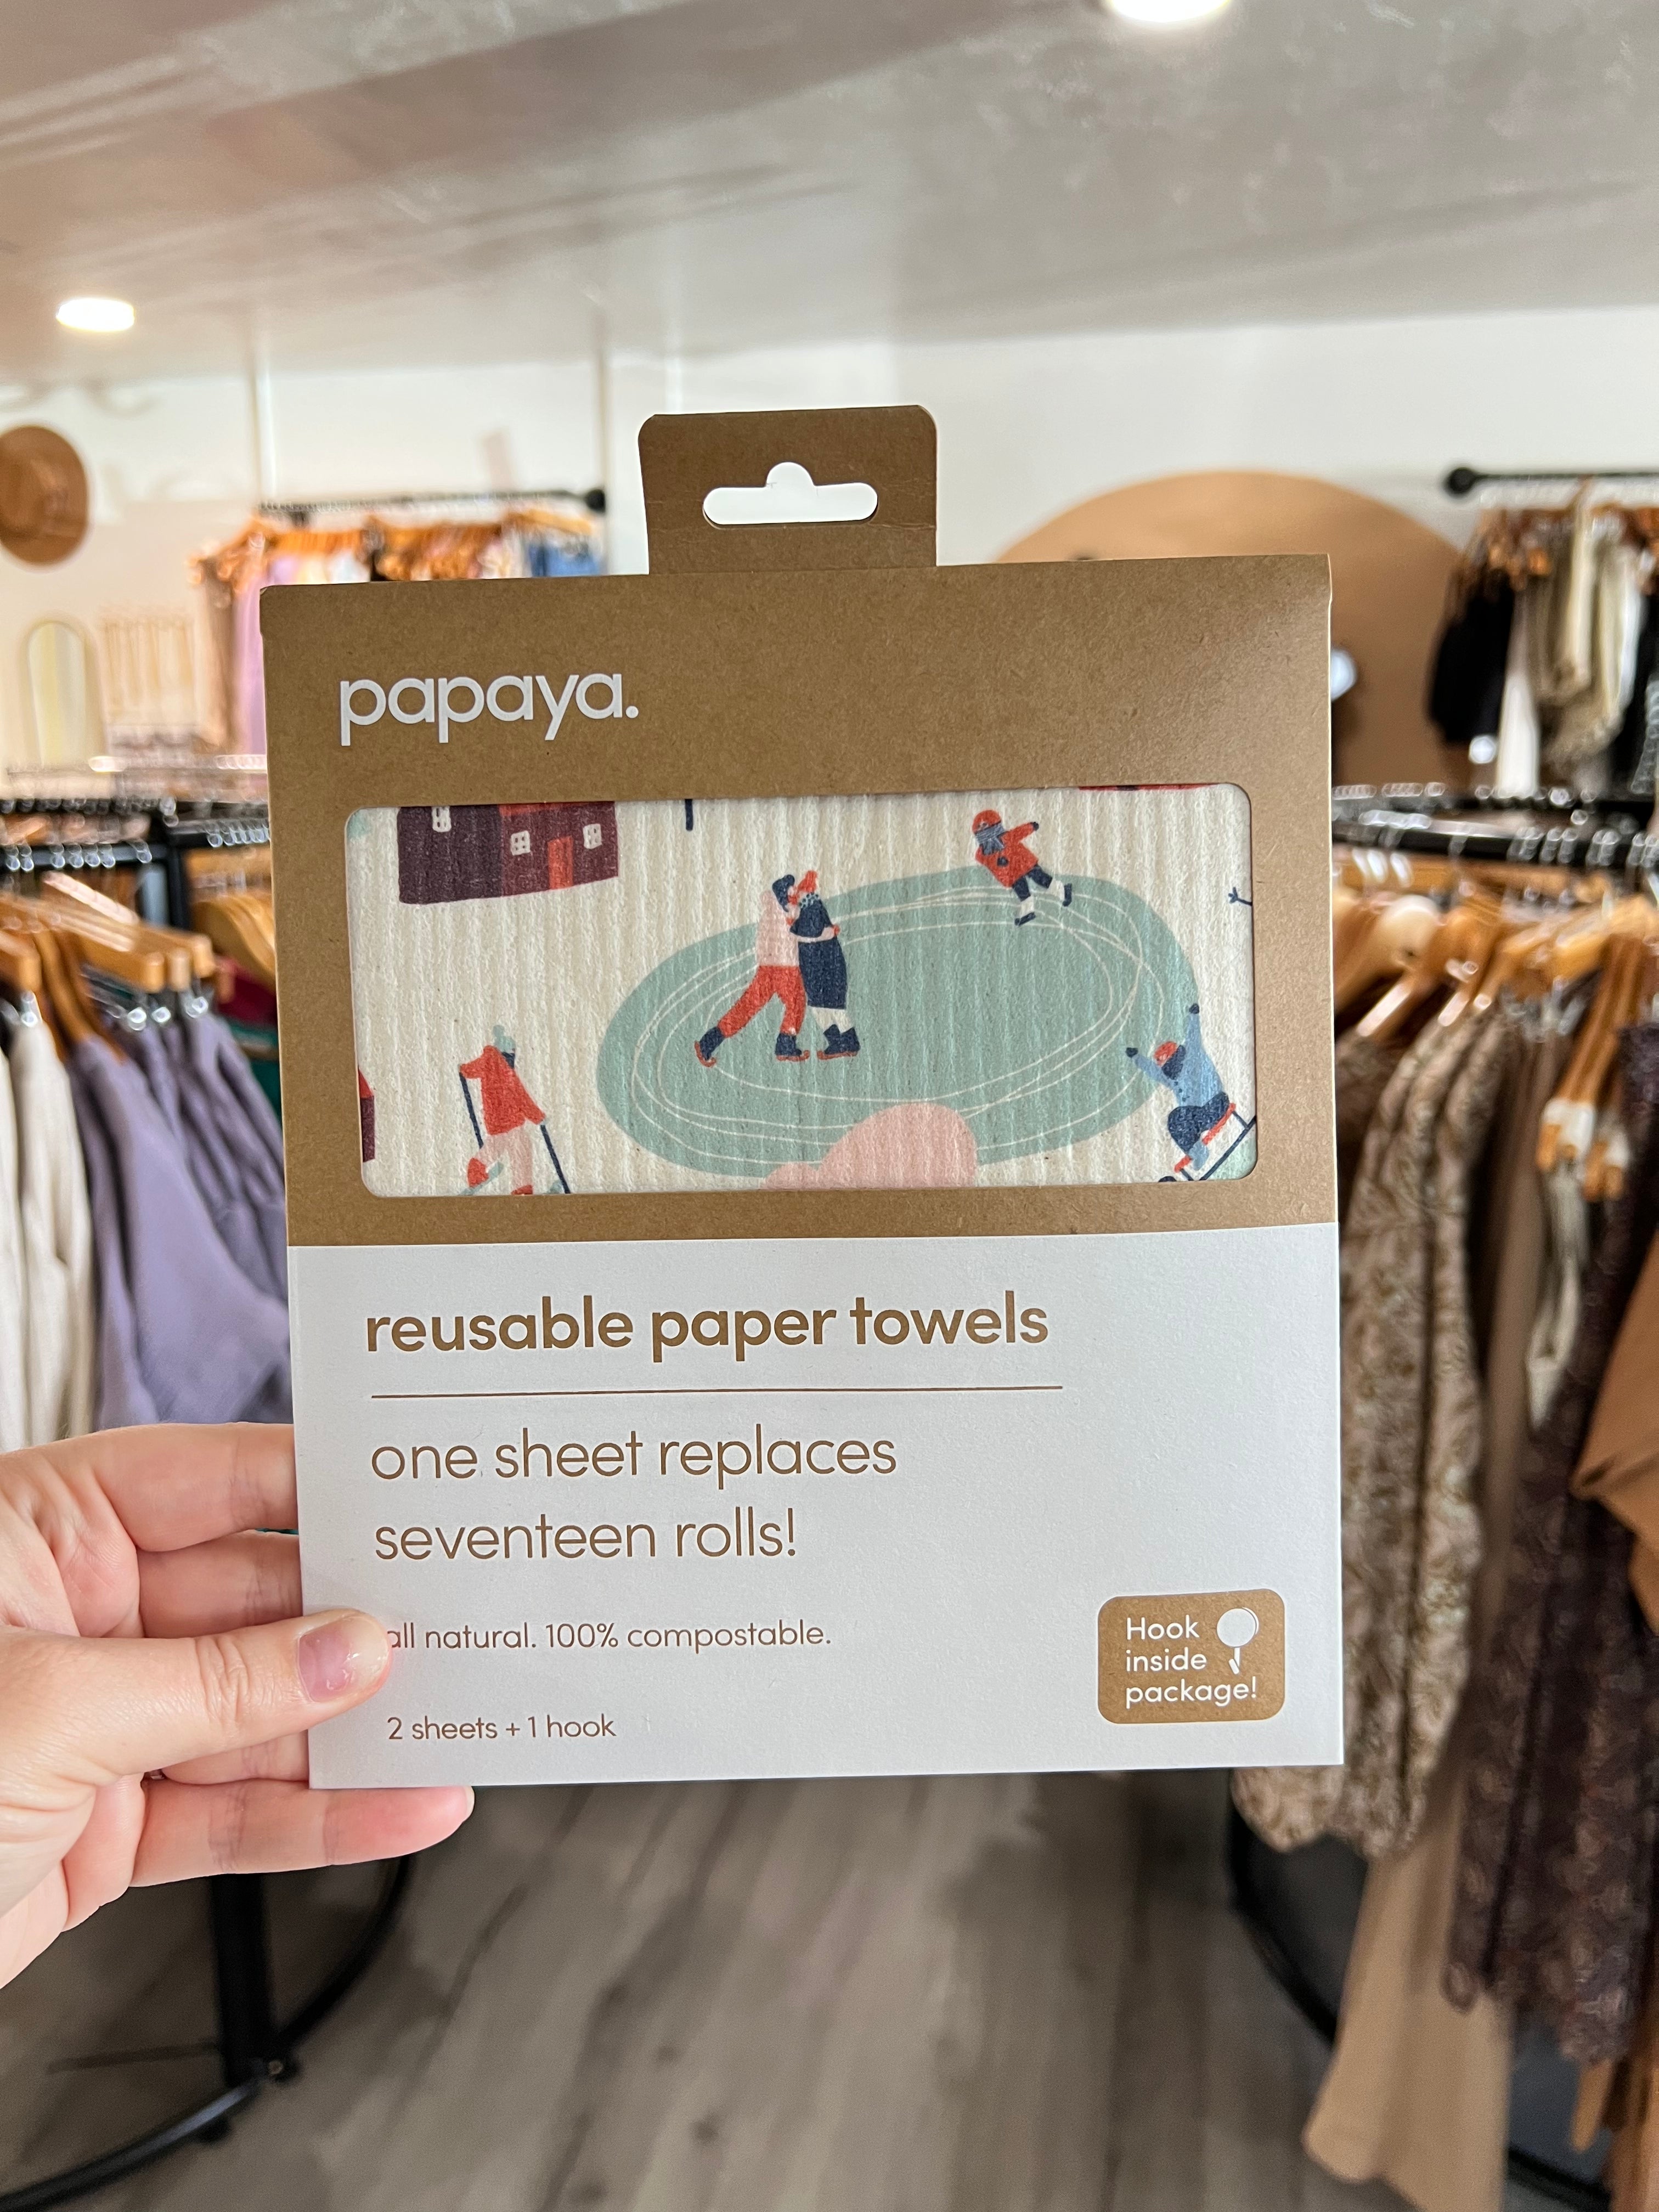 papaya.
reusable paper towels
one sheet replaces
seventeen rolls!
all natural. 100% compostable.
2 sheets + 1 hook
Hook
inside
package!